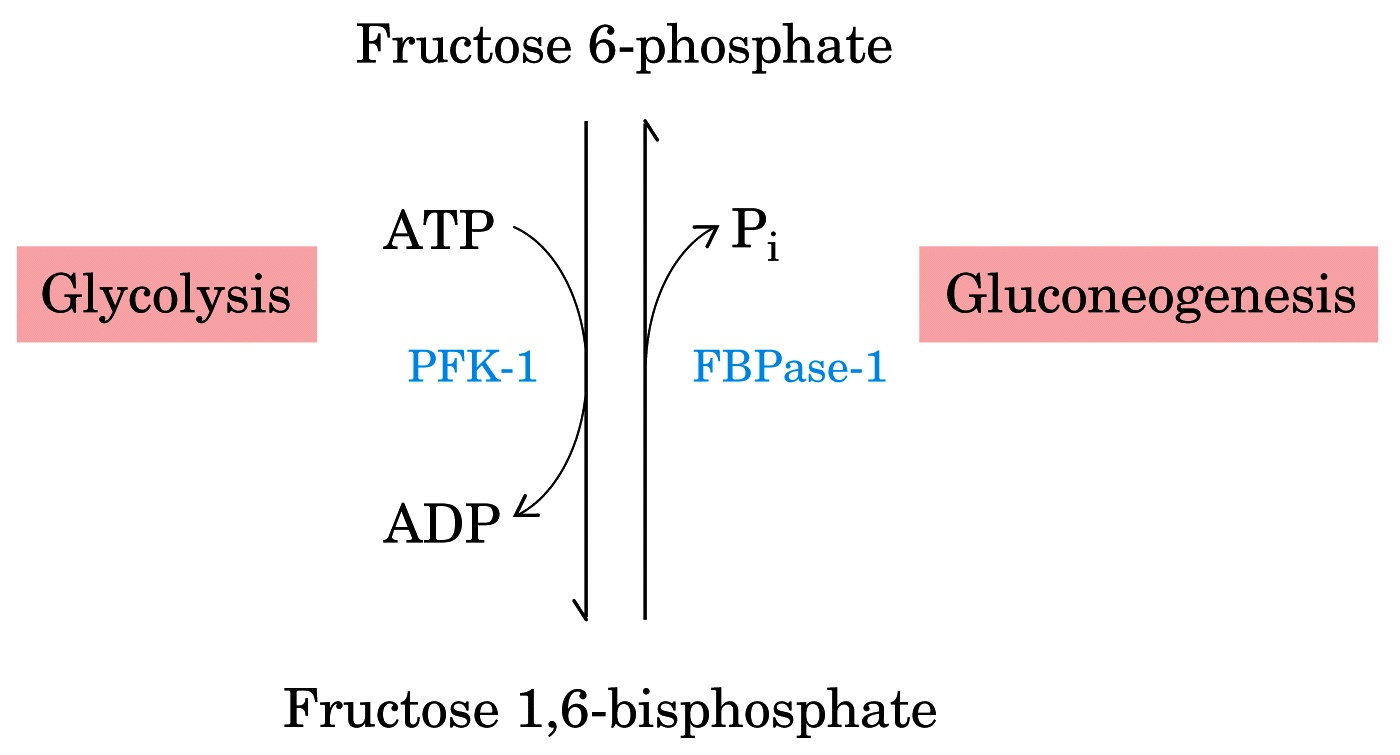 Fructose 6-phosphate
ATP
Pi
Glycolysis
Gluconeogenesis
PFK-1
FBPase-1
ADP
Fructose 1,6-bisphosphate